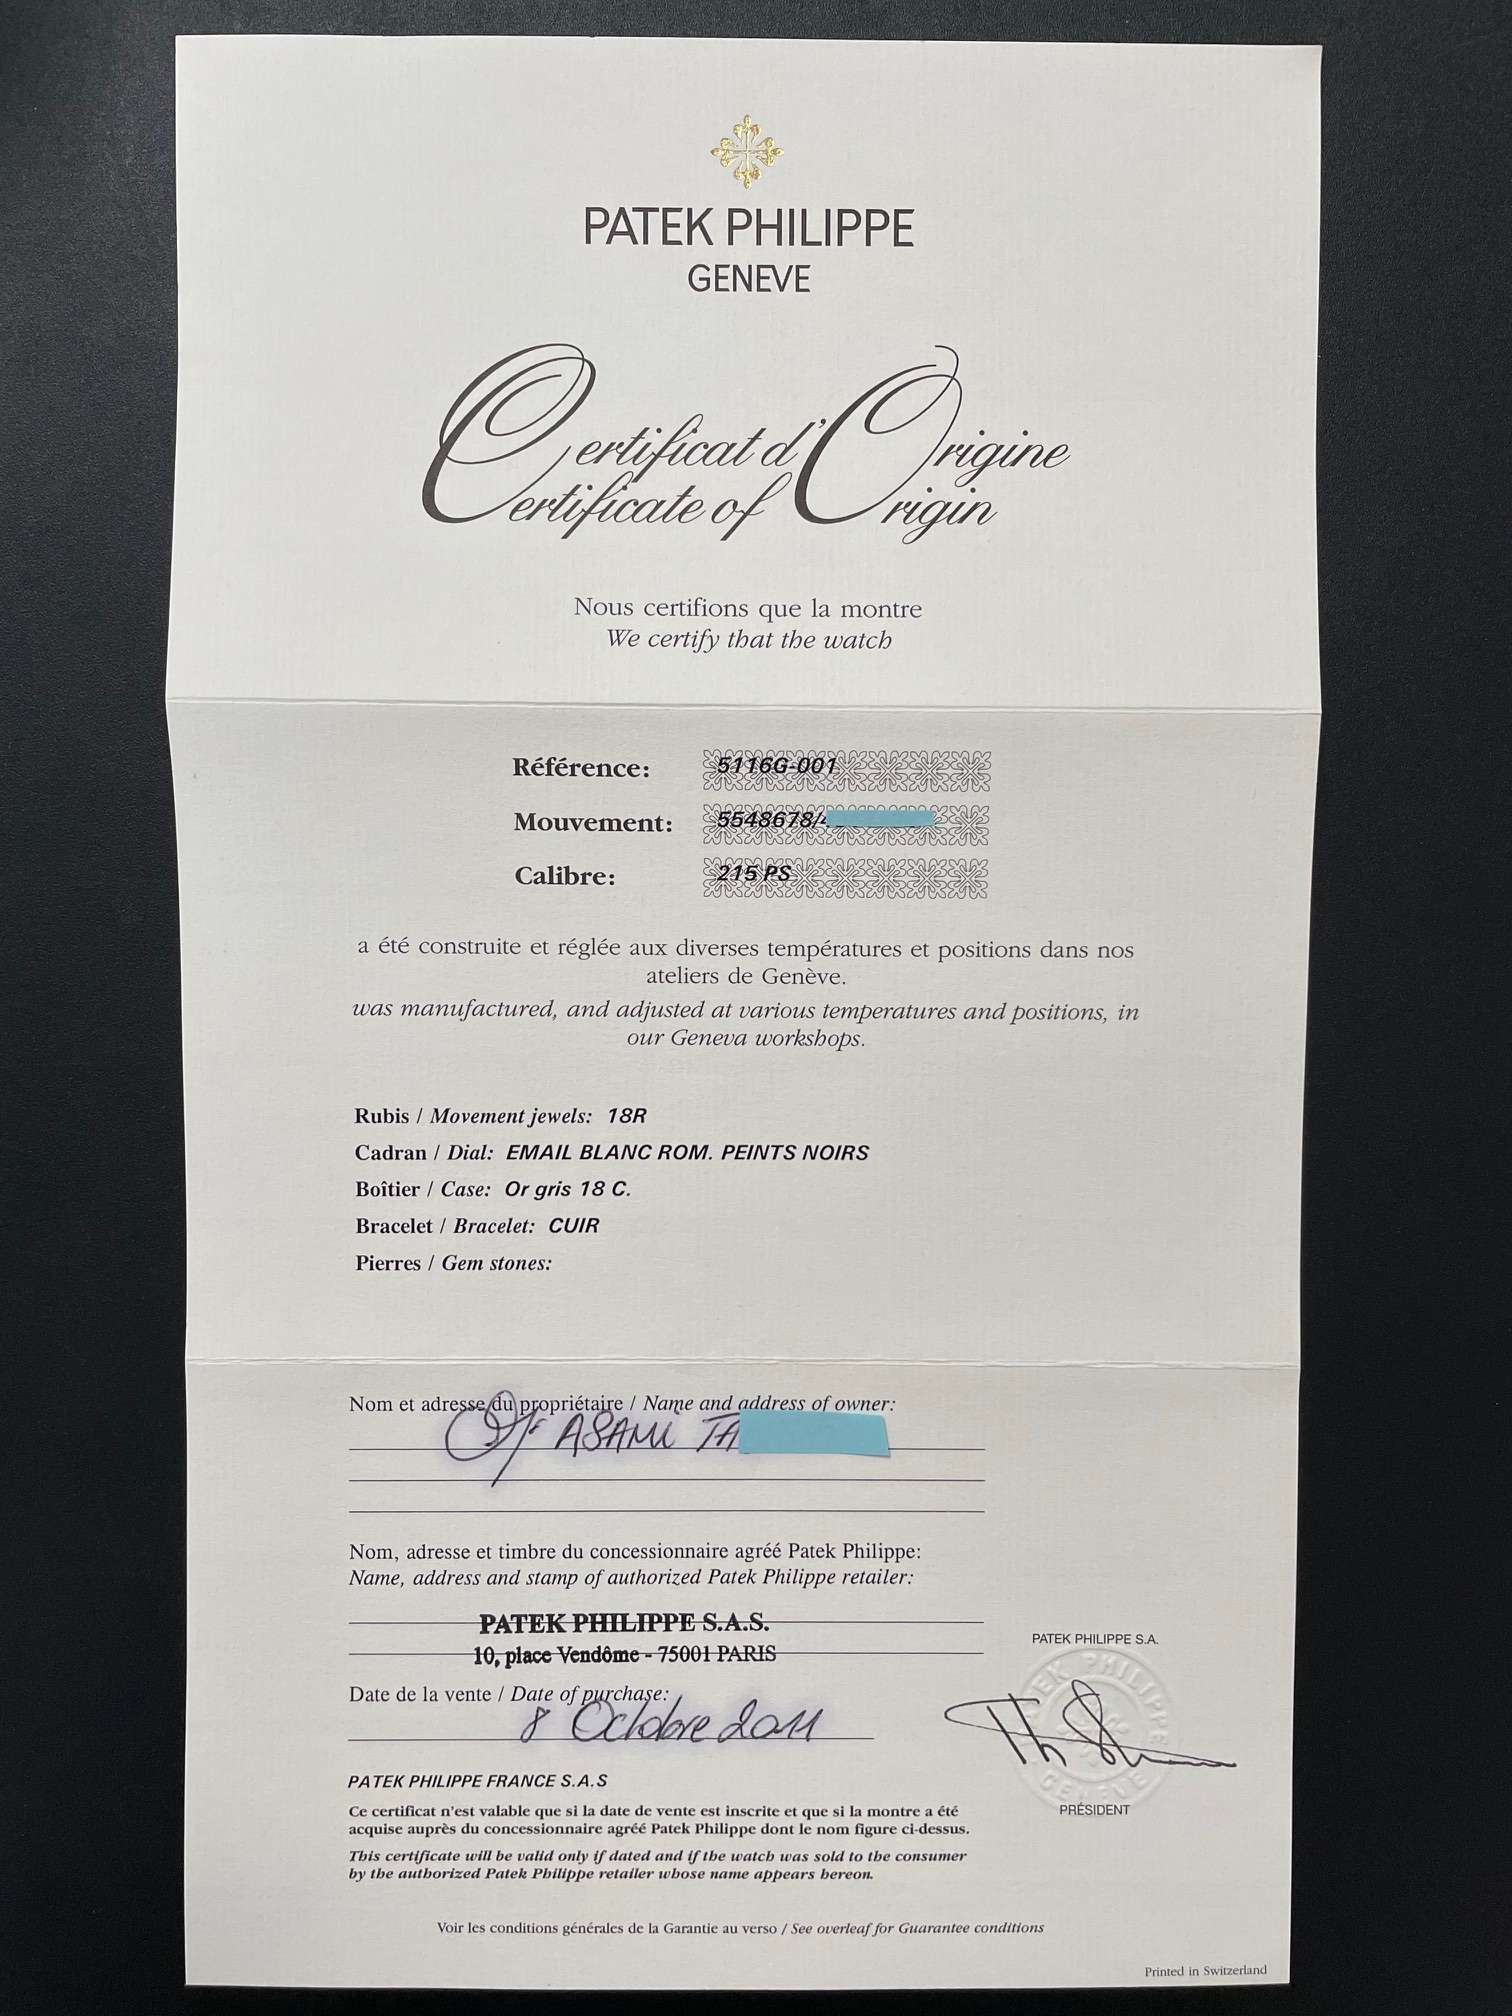 PATEK PHILIPPE
GENEVE
Certificat d'Origine
Certificate of Origin
Nous certifions que la montre
We certify that the watch
Référence: 5116G-001
Mouvement: 5548678/4
Calibre: 215 PS
a été construite et réglée aux diverses températures et positions dans nos
ateliers de Genève.
was manufactured, and adjusted at various temperatures and positions, in
our Geneva workshops.
Rubis / Movement jewels: 18R
Cadran / Dial: EMAIL BLANC ROM. PEINTS NOIRS
Boîtier / Case: Or gris 18 C.
Bracelet / Bracelet: CUIR
Pierres / Gem stones:
Nom et adresse du propriétaire / Name and address of owner:
ASAMI TA
Nom, adresse et timbre du concessionnaire agréé Patek Philippe:
Name, address and stamp of authorized Patek Philippe retailer:
PATEK PHILIPPE S.A.S.
10, place Vendôme - 75001 PARIS
PATEK PHILIPPE S.A.
PATEK PHILIPPE
GENEVE
Date de la vente / Date of purchase:
8 Octobre 2011
PATEK PHILIPPE FRANCE S.A.S
PRÉSIDENT
Ce certificat n'est valable que si la date de vente est inscrite et que si la montre a été
acquise auprès du concessionnaire agréé Patek Philippe dont le nom figure ci-dessus.
This certificate will be valid only if dated and if the watch was sold to the consumer
by the authorized Patek Philippe retailer whose name appears hereon.
Voir les conditions générales de la Garantie au verso / See overleaf for Guarantee conditions
Printed in Switzerland